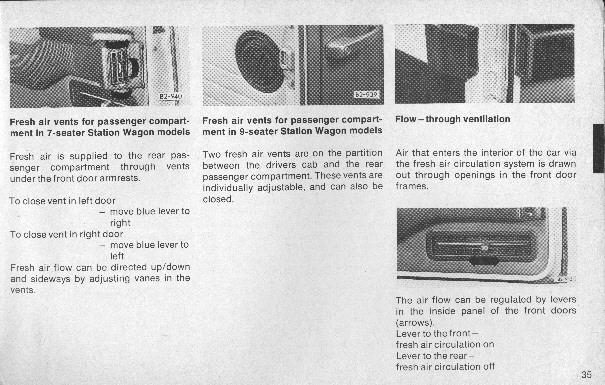 B2-940
Fresh air vents for passenger compart-
ment in 7-seater Station Wagon models
Fresh air is supplied to the rear pas-
senger compartment through vents
under the front door armrests.
To close vent in left door
– move blue lever to
right
To close vent in right door
– move blue lever to
left
Fresh air flow can be directed up/down
and sideways by adjusting vanes in the
vents.
B2-939
Fresh air vents for passenger compart-
ment in 9-seater Station Wagon models
Two fresh air vents are on the partition
between the drivers cab and the rear
passenger compartment. These vents are
individually adjustable, and can also be
closed.
Flow – through ventilation
Air that enters the interior of the car via
the fresh air circulation system is drawn
out through openings in the front door
frames.
The air flow can be regulated by levers
in the inside panel of the front doors
(arrows).
Lever to the front –
fresh air circulation on
Lever to the rear –
fresh air circulation off
35